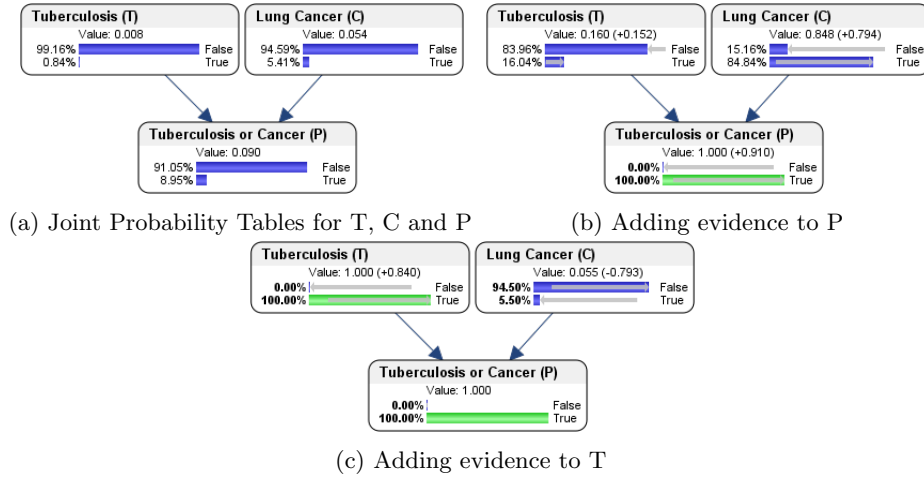 Tuberculosis (T)
Value: 0.008
99.16% False
0.84% True
Lung Cancer (C)
Value: 0.054
94.59% False
5.41% True
Tuberculosis or Cancer (P)
Value: 0.090
91.05% False
8.95% True
(a) Joint Probability Tables for T, C and P
Tuberculosis (T)
Value: 0.160 (+0.152)
83.96% False
16.04% True
Lung Cancer (C)
Value: 0.848 (+0.794)
15.16% False
84.84% True
Tuberculosis or Cancer (P)
Value: 1.000 (+0.910)
0.00% False
100.00% True
(b) Adding evidence to P
Tuberculosis (T)
Value: 1.000 (+0.840)
0.00% False
100.00% True
Lung Cancer (C)
Value: 0.055 (-0.793)
94.50% False
5.50% True
Tuberculosis or Cancer (P)
Value: 1.000
0.00% False
100.00% True
(c) Adding evidence to T